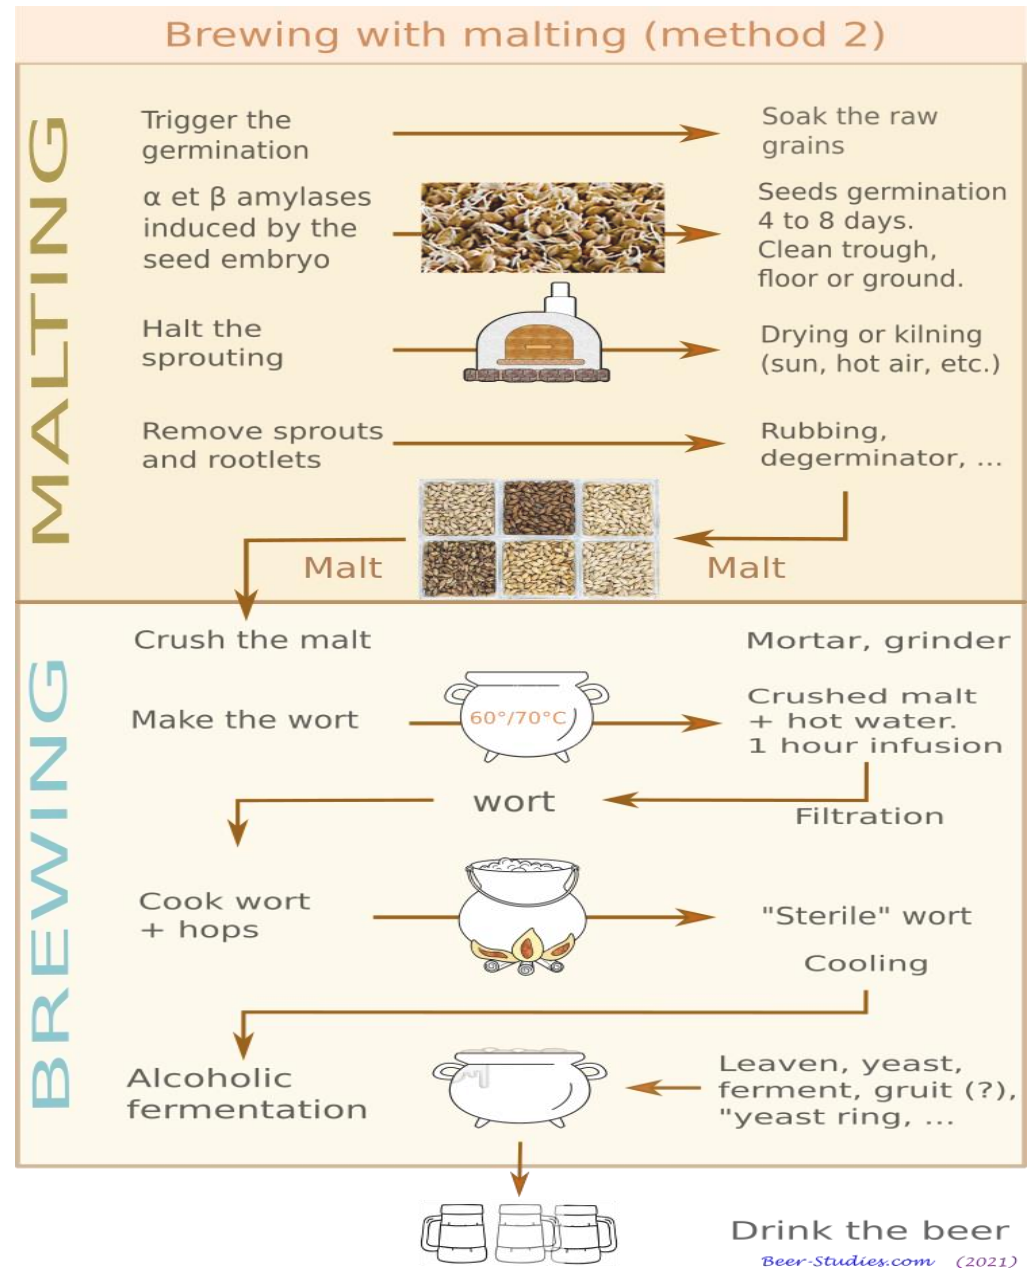 Brewing with malting (method 2)
MALTING
Trigger the
germination
Soak the raw
grains
α et β amylases
induced by the
seed embryo
Seeds germination
4 to 8 days.
Clean trough,
floor or ground.
Halt the
sprouting
Drying or kilning
(sun, hot air, etc.)
Remove sprouts
and rootlets
Rubbing,
degerminator, ...
Malt
Malt
BREWING
Crush the malt
Mortar, grinder
Make the wort
60°/70°C
Crushed malt
+ hot water.
1 hour infusion
wort
Filtration
Cook wort
+ hops
"Sterile" wort
Cooling
Alcoholic
fermentation
Leaven, yeast,
ferment, gruit (?),
"yeast ring, ...
Drink the beer
Beer-Studies.com (2021)